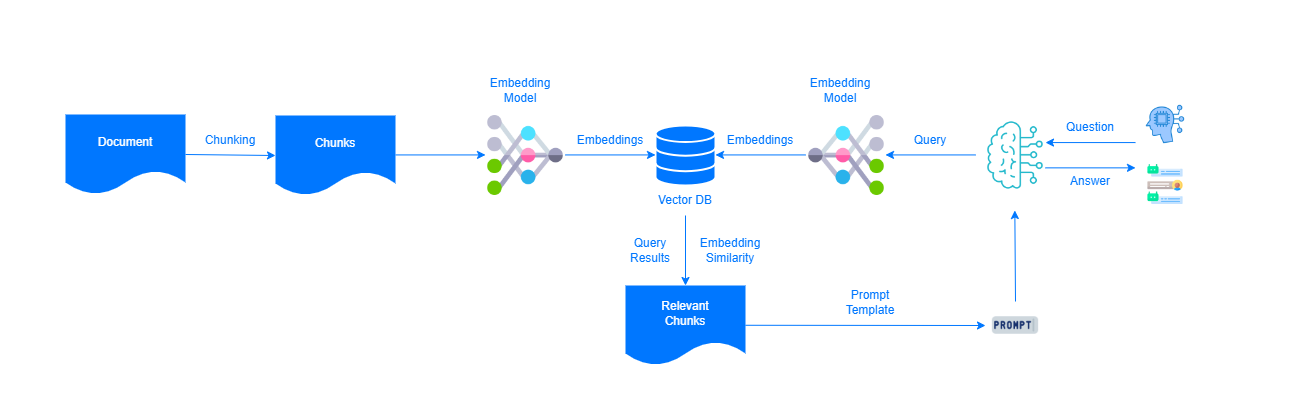 Embedding
Model
Embedding
Model
Document
Chunking
Chunks
Embeddings
Embeddings
Query
Question
Answer
Vector DB
Query
Results
Embedding
Similarity
Relevant
Chunks
Prompt
Template
PROMPT